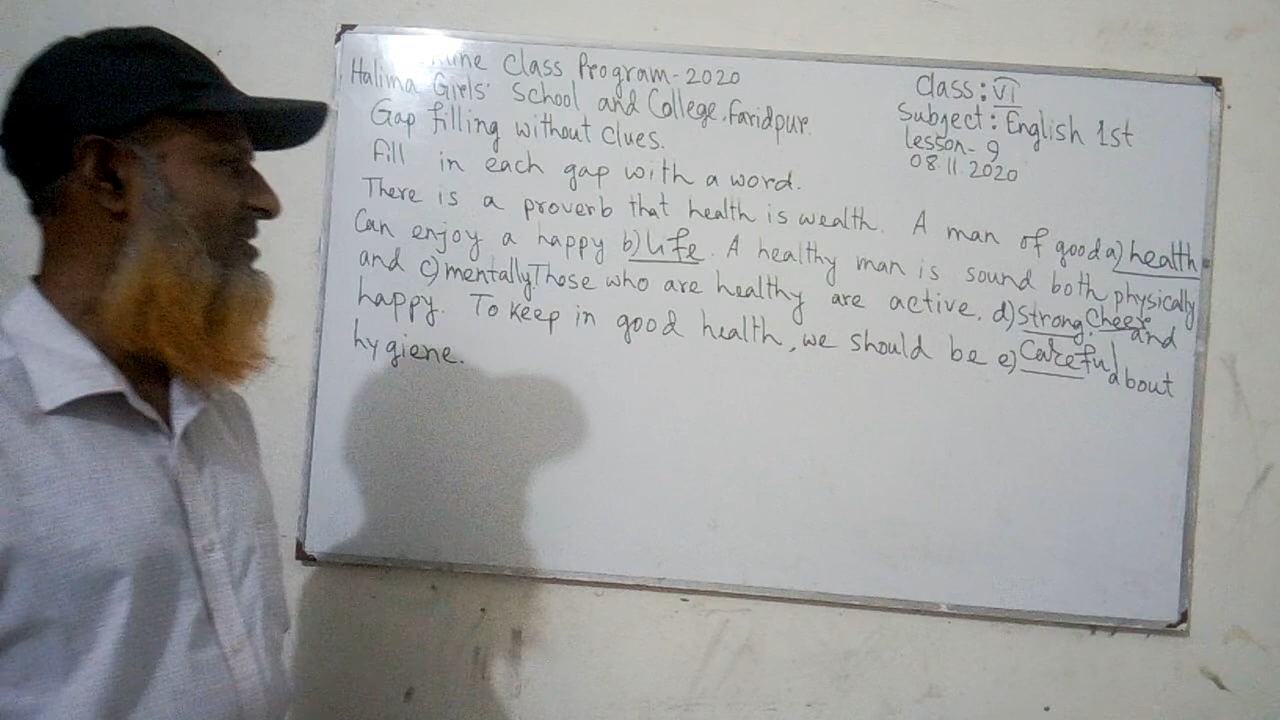 Class Program-2020
Halima Girls' School and College, Faridpur.
Gap filling without clues.
Fill in each gap with a word.
Class: VI
Subject: English 1st
Lesson- 9
08.11.2020
There is a proverb that health is wealth. A man of good a) health
Can enjoy a happy b) life. A healthy man is sound both physically
and c) mentally Those who are healthy are active, d) strong, and
happy. To keep in good health, we should be e) Careful about
hygiene.